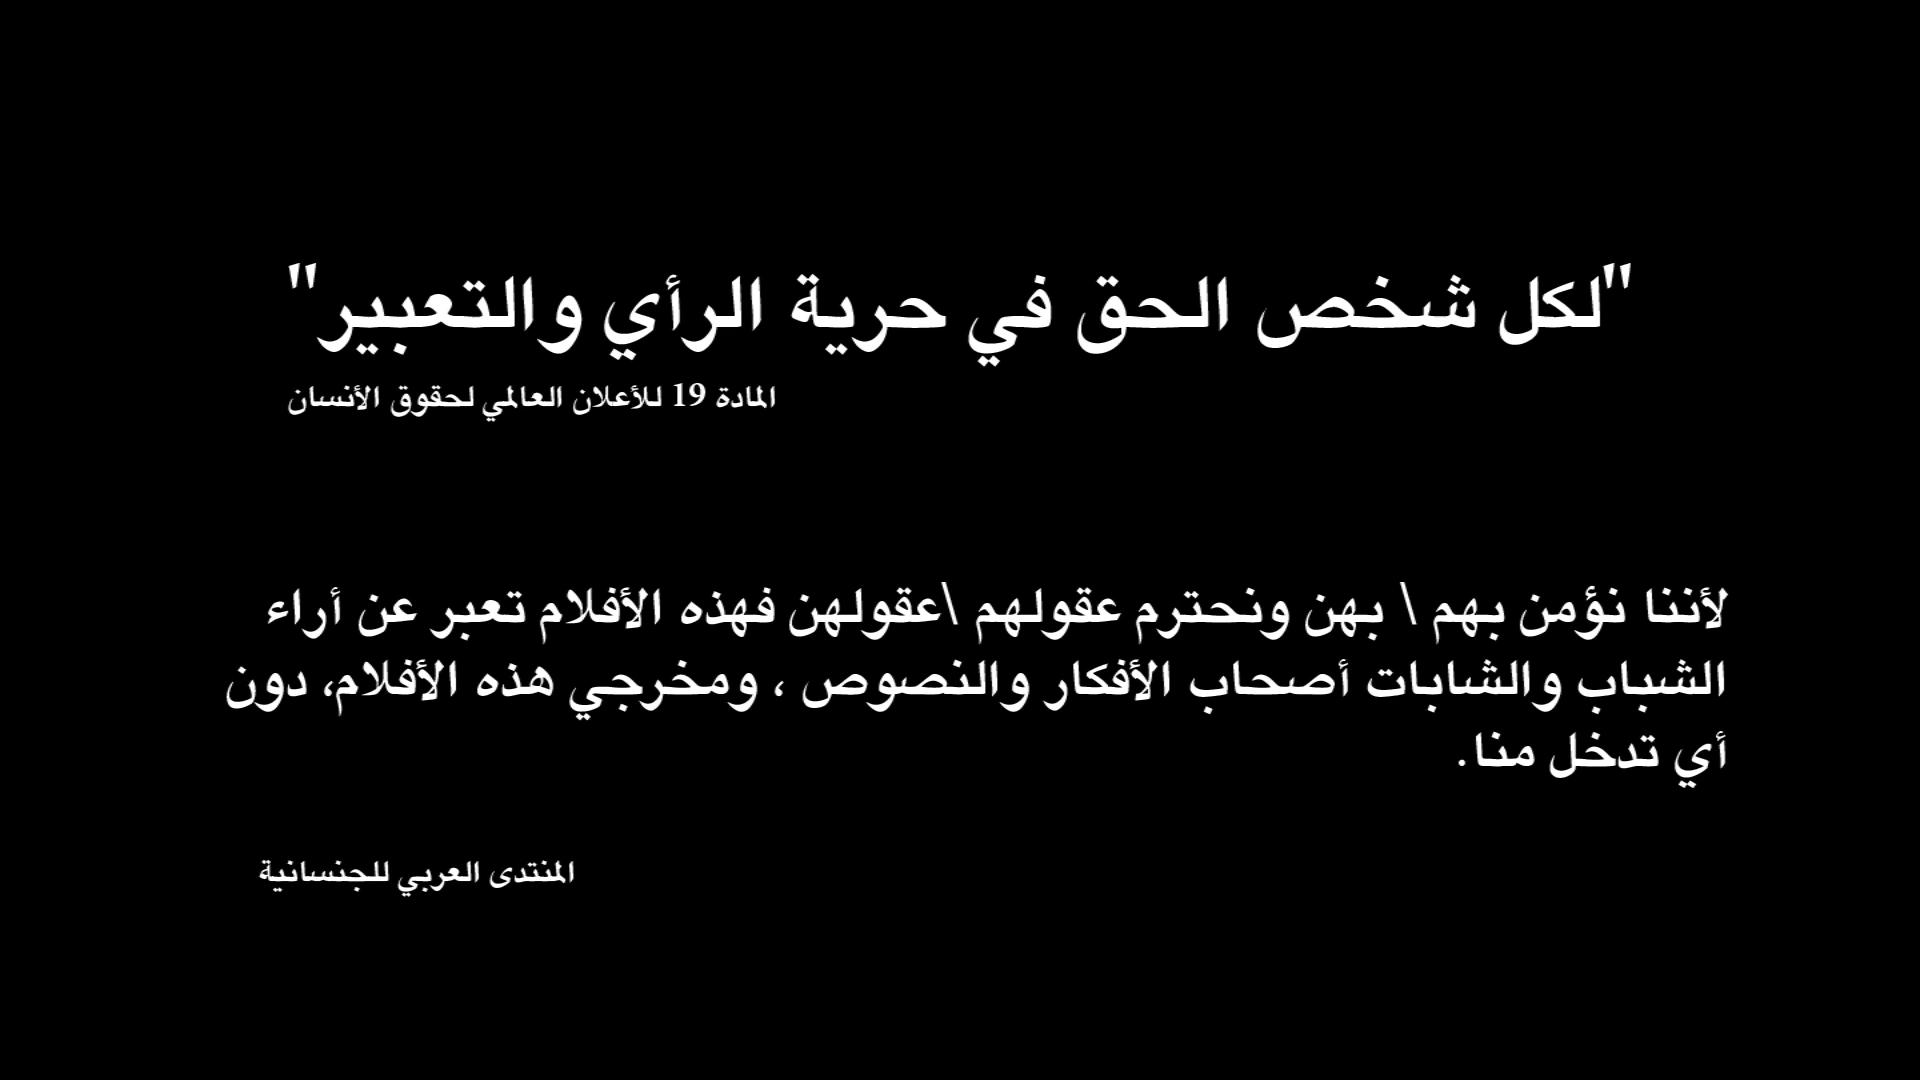 "لكل شخص الحق في حرية الرأي والتعبير"
المادة 19 للأعلان العالمي لحقوق الأنسان
لأننا نؤمن بهم \ بهن ونحترم عقولهم \عقولهن فهذه الأفلام تعبر عن أراء
الشباب والشابات أصحاب الأفكار والنصوص ، ومخرجي هذه الأفلام، دون
أي تدخل منا.
المنتدى العربي للجنسانية